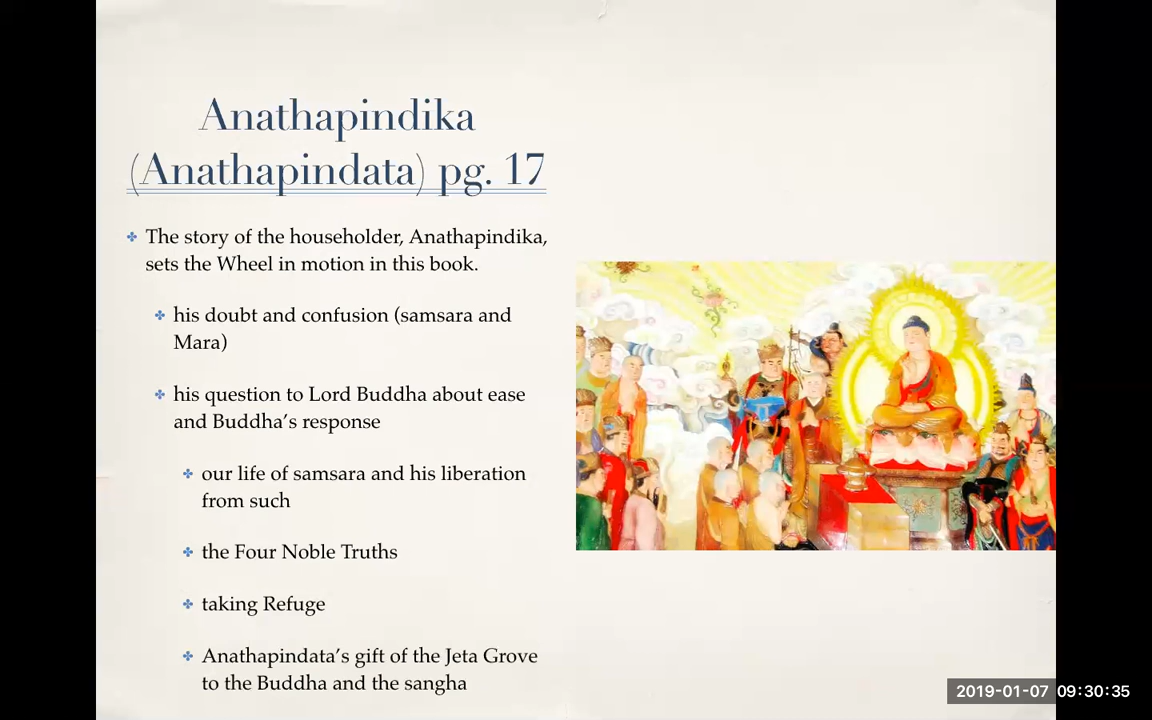 Anathapindika
(Anathapindata) pg. 17
The story of the householder, Anathapindika,
sets the Wheel in motion in this book.
his doubt and confusion (samsara and
Mara)
his question to Lord Buddha about ease
and Buddha’s response
our life of samsara and his liberation
from such
the Four Noble Truths
taking Refuge
Anathapindata’s gift of the Jeta Grove
to the Buddha and the sangha
2019-01-07 09:30:35